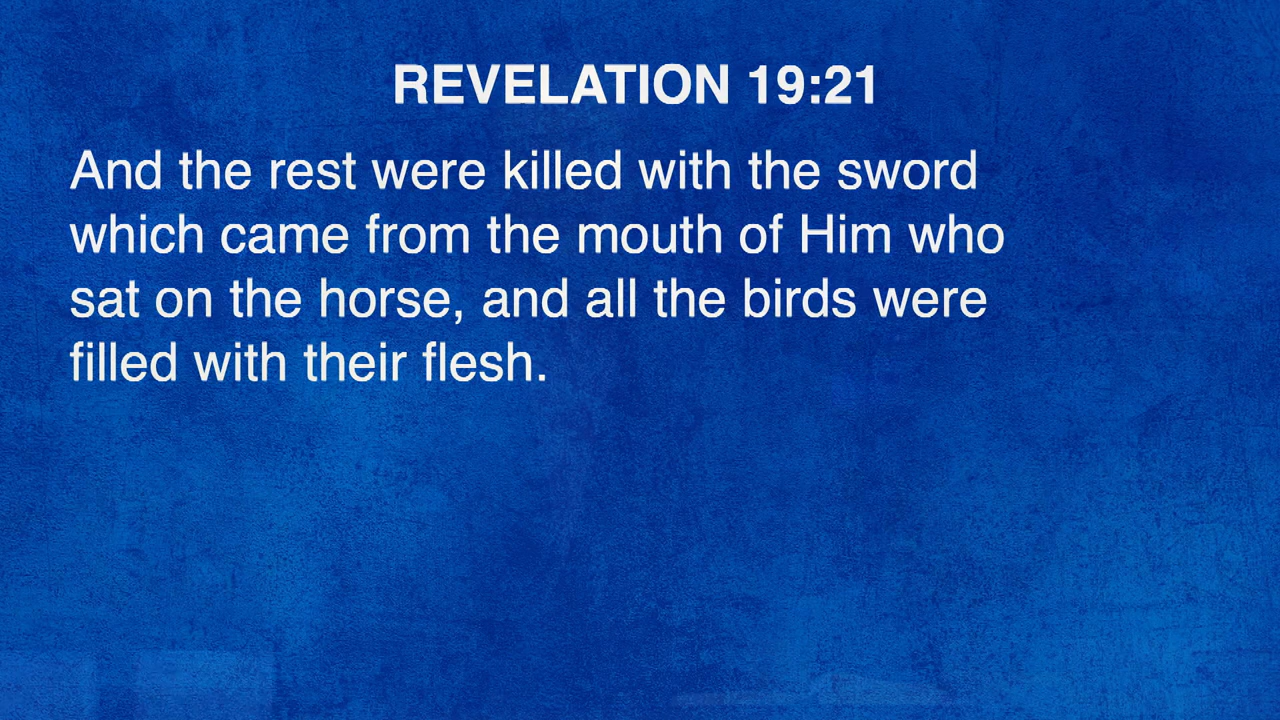 REVELATION 19:21
And the rest were killed with the sword
which came from the mouth of Him who
sat on the horse, and all the birds were
filled with their flesh.